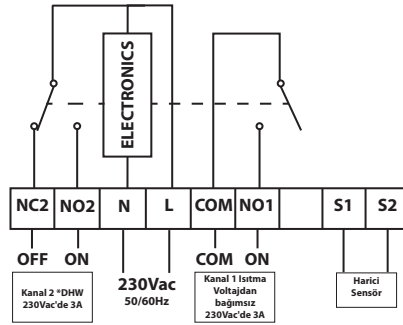 ELECTRONICS
NC2 NO2 N L COM NO1 S1 S2
OFF ON 230Vac COM ON
50/60Hz
Kanal 2 *DHW
230Vac'de 3A
Kanal 1 Isıtma
Voltajdan
bağımsız
230Vac'de 3A
Harici
Sensör